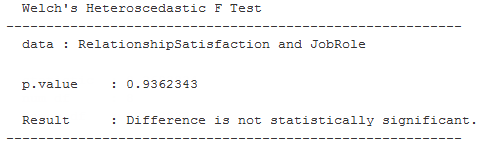 Welch's Heteroscedastic F Test
---------------------------------------------------------
data : RelationshipSatisfaction and JobRole
p.value    : 0.9362343
Result     : Difference is not statistically significant.
---------------------------------------------------------